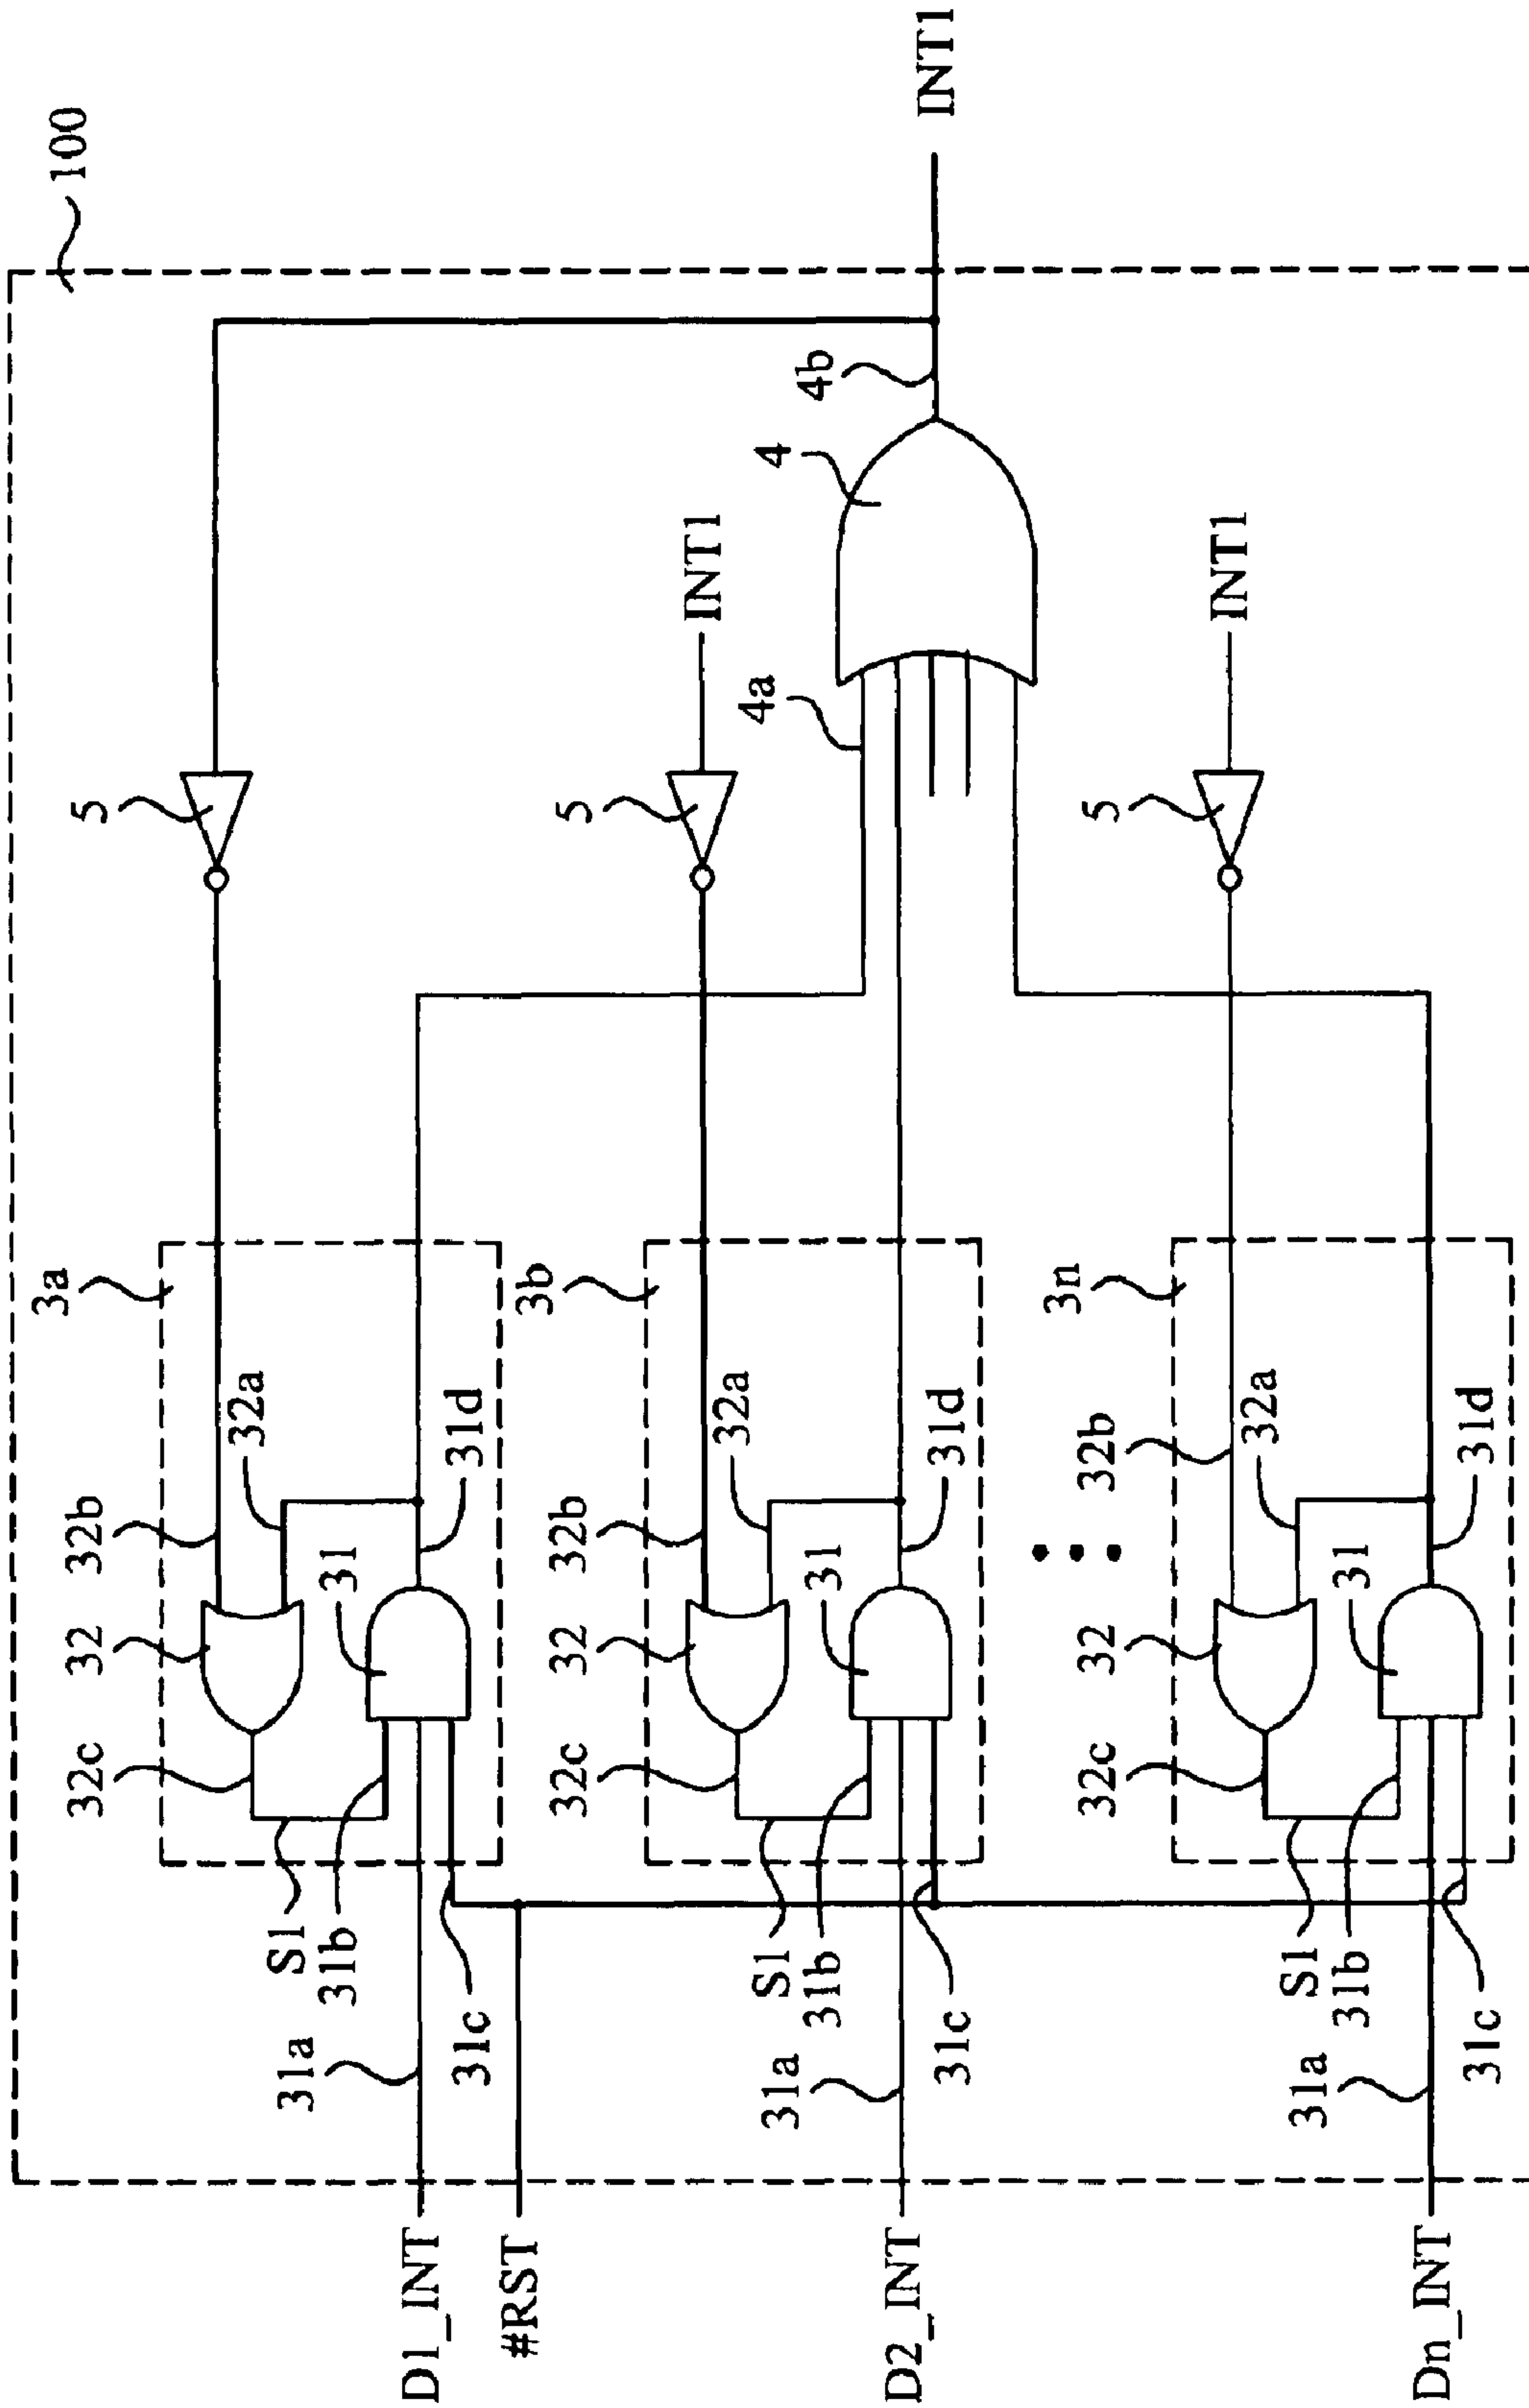 100
5
3a
32b
32
32c
32a
31
31d
S1
31b
31a
31c
D1_INT
#RST
INT1
4b
4
INT1
4a
5
3b
32b
32
32c
32a
31
31d
S1
31b
31a
31c
D2_INT
INT1
5
3n
32b
32
32c
32a
31
31d
S1
31b
31a
31c
Dn_INT